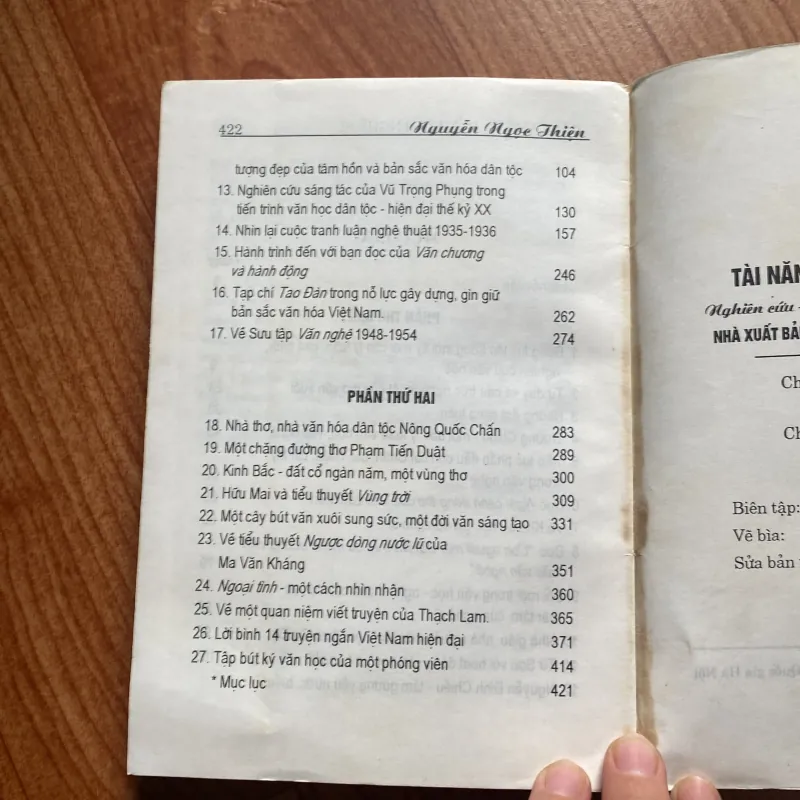 422 Nguyễn Ngọc Thiện
tượng đẹp của tâm hồn và bản sắc văn hóa dân tộc 104
13. Nghiên cứu sáng tác của Vũ Trọng Phụng trong
tiến trình văn học dân tộc - hiện đại thế kỷ XX 130
14. Nhìn lại cuộc tranh luận nghệ thuật 1935-1936 157
15. Hành trình đến với bạn đọc của Văn chương
và hành động 246
16. Tạp chí Tao Đàn trong nỗ lực gây dựng, gìn giữ
bản sắc văn hóa Việt Nam. 262
17. Về Sưu tập Văn nghệ 1948-1954 274
PHẦN THỨ HAI
18. Nhà thơ, nhà văn hóa dân tộc Nông Quốc Chấn 283
19. Một chặng đường thơ Phạm Tiến Duật 289
20. Kinh Bắc - đất cổ ngàn năm, một vùng thơ 300
21. Hữu Mai và tiểu thuyết Vùng trời 309
22. Một cây bút văn xuôi sung sức, một đời văn sáng tạo 331
23. Về tiểu thuyết Ngược dòng nước lũ của
Ma Văn Kháng 351
24. Ngoại tình - một cách nhìn nhận 360
25. Về một quan niệm viết truyện của Thạch Lam. 365
26. Lời bình 14 truyện ngắn Việt Nam hiện đại 371
27. Tập bút ký văn học của một phóng viên 414
* Mục lục 421
TÀI NĂN
Nghiên cứu -
NHÀ XUẤT BẢ
Ch
Ch
Biên tập:
Vẽ bìa:
Sửa bản